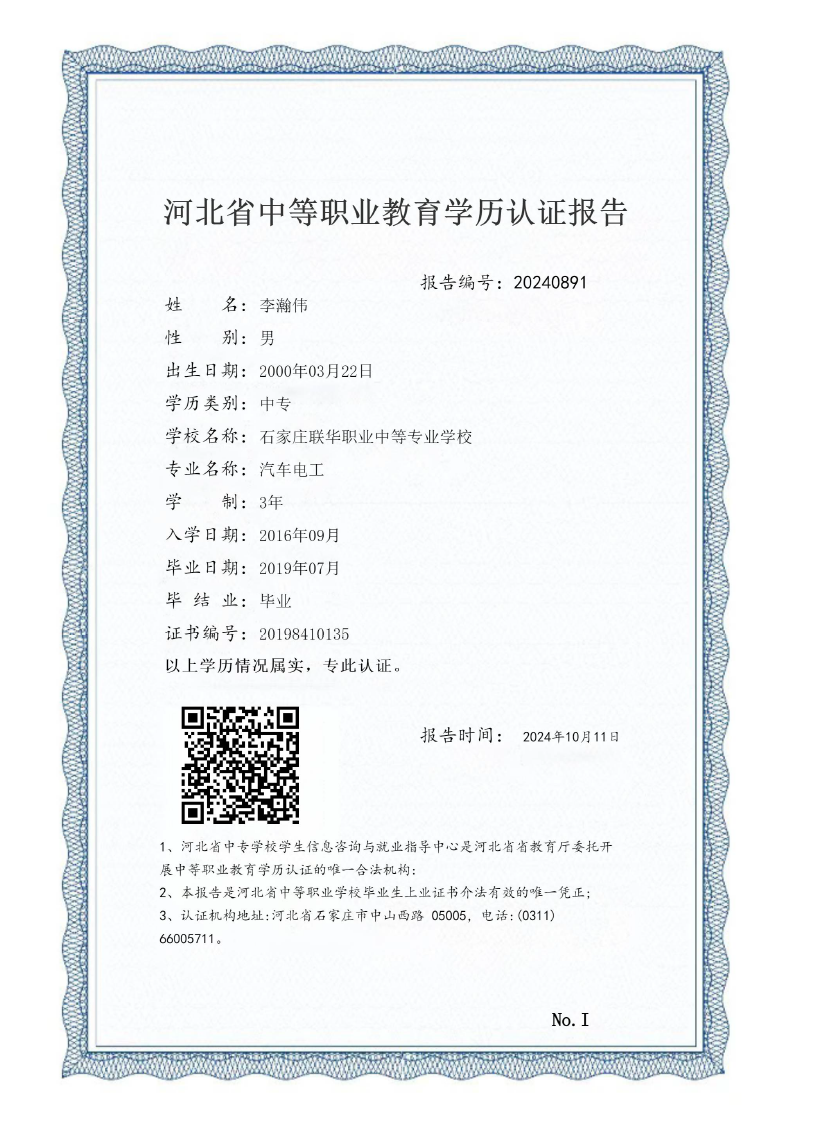 河北省中等职业教育学历认证报告
报告编号：20240891
姓　　名：李瀚伟
性　　别：男
出生日期：2000年03月22日
学历类别：中专
学校名称：石家庄联华职业中等专业学校
专业名称：汽车电工
学　　制：3年
入学日期：2016年09月
毕业日期：2019年07月
毕 结 业：毕业
证书编号：20198410135
以上学历情况属实，专此认证。
报告时间： 2024年10月11日
1、河北省中专学校学生信息咨询与就业指导中心是河北省省教育厅委托开
展中等职业教育学历认证的唯一合法机构;
2、本报告是河北省中等职业学校毕业生上业证书介法有效的唯一凭正;
3、认证机构地址:河北省石家庄市中山西路 05005, 电话:(0311)
66005711。
No.I